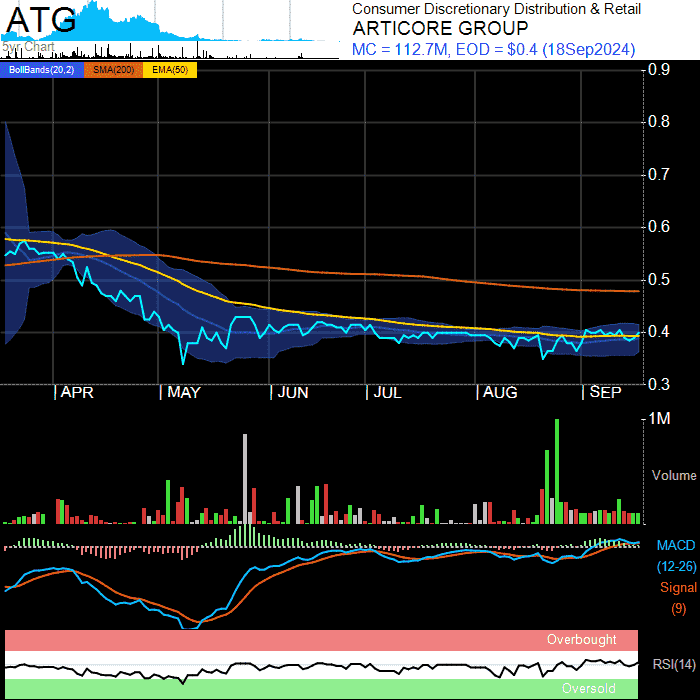 ATG
5yr Chart
Consumer Discretionary Distribution & Retail
ARTICORE GROUP
MC = 112.7M, EOD = $0.4 (18Sep2024)
BollBands(20,2) SMA(200) EMA(50)
0.9
0.8
0.7
0.6
0.5
0.4
0.3
APR MAY JUN JUL AUG SEP
1M
Volume
MACD
(12-26)
Signal
(9)
Overbought
RSI(14)
Oversold